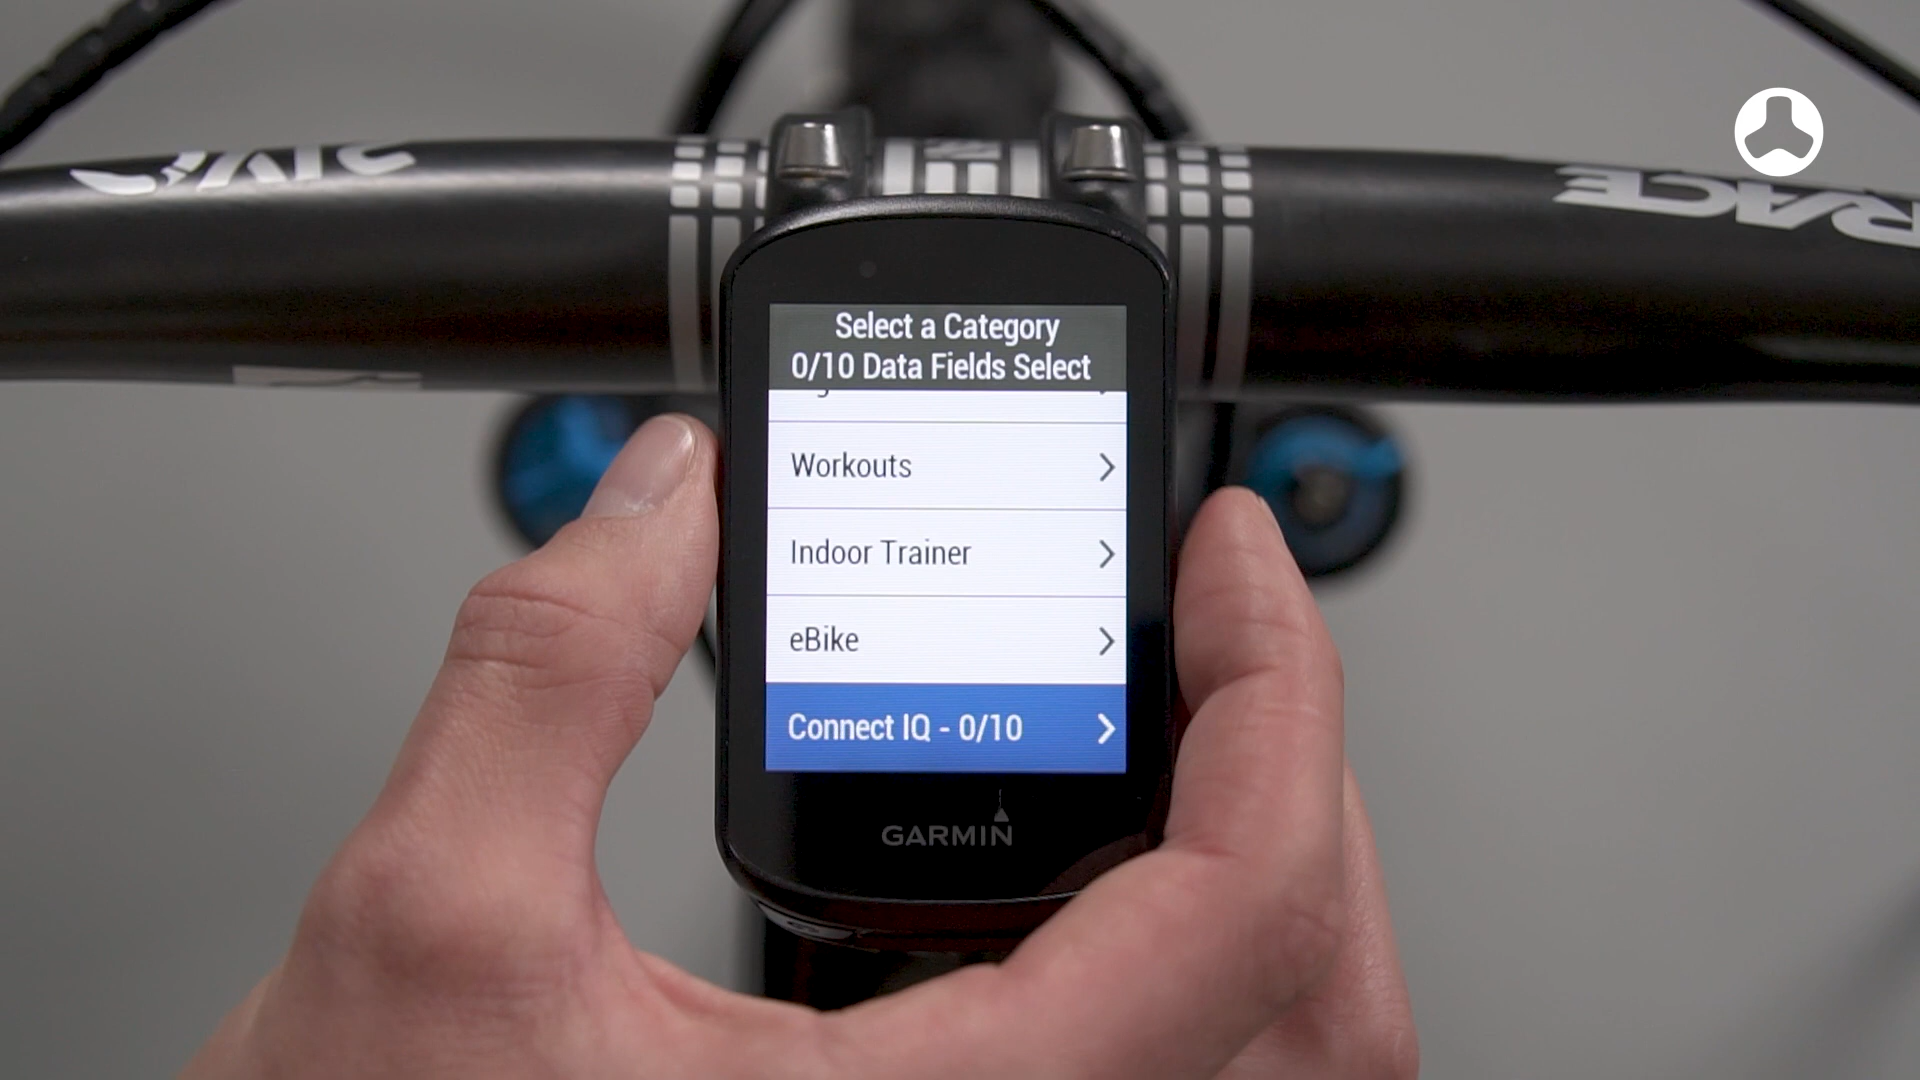 RACE
Select a Category
0/10 Data Fields Select
Workouts
Indoor Trainer
eBike
Connect IQ - 0/10
GARMIN